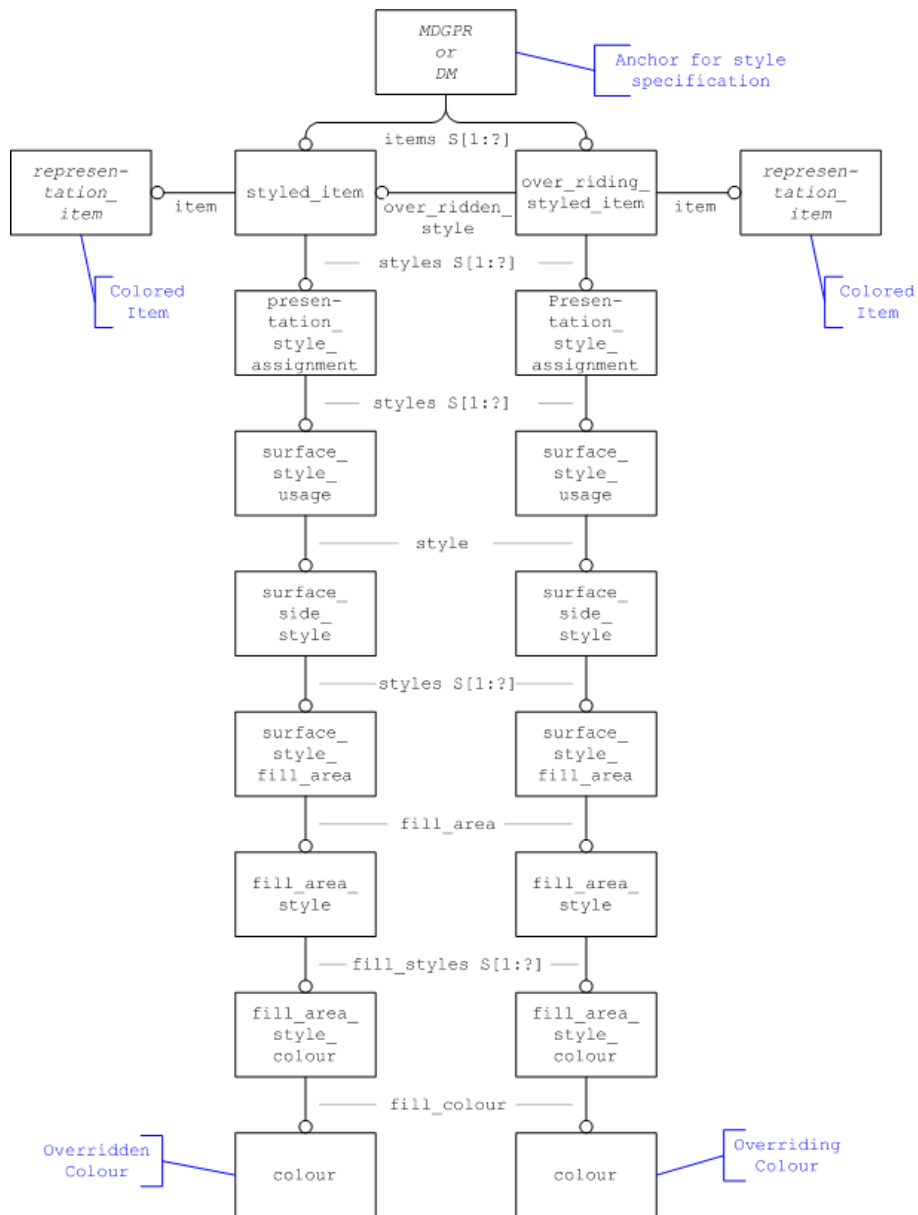 MDGPR
or
DM
Anchor for style
specification
items S[1:?]
represen-
tation_
item
item
styled_item
over_ridden_
style
over_riding_
styled_item
item
represen-
tation_
item
Colored
Item
styles S[1:?]
Colored
Item
presen-
tation_
style_
assignment
Presen-
tation_
style_
assignment
styles S[1:?]
surface_
style_
usage
surface_
style_
usage
style
surface_
side_
style
surface_
side_
style
styles S[1:?]
surface_
style_
fill_area
surface_
style_
fill_area
fill_area
fill_area_
style
fill_area_
style
fill_styles S[1:?]
fill_area_
style_
colour
fill_area_
style_
colour
fill_colour
Overridden
Colour
colour
colour
Overriding
Colour